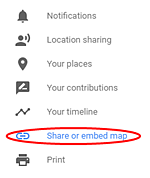 Notifications
Location sharing
Your places
Your contributions
Your timeline
Share or embed map
Print